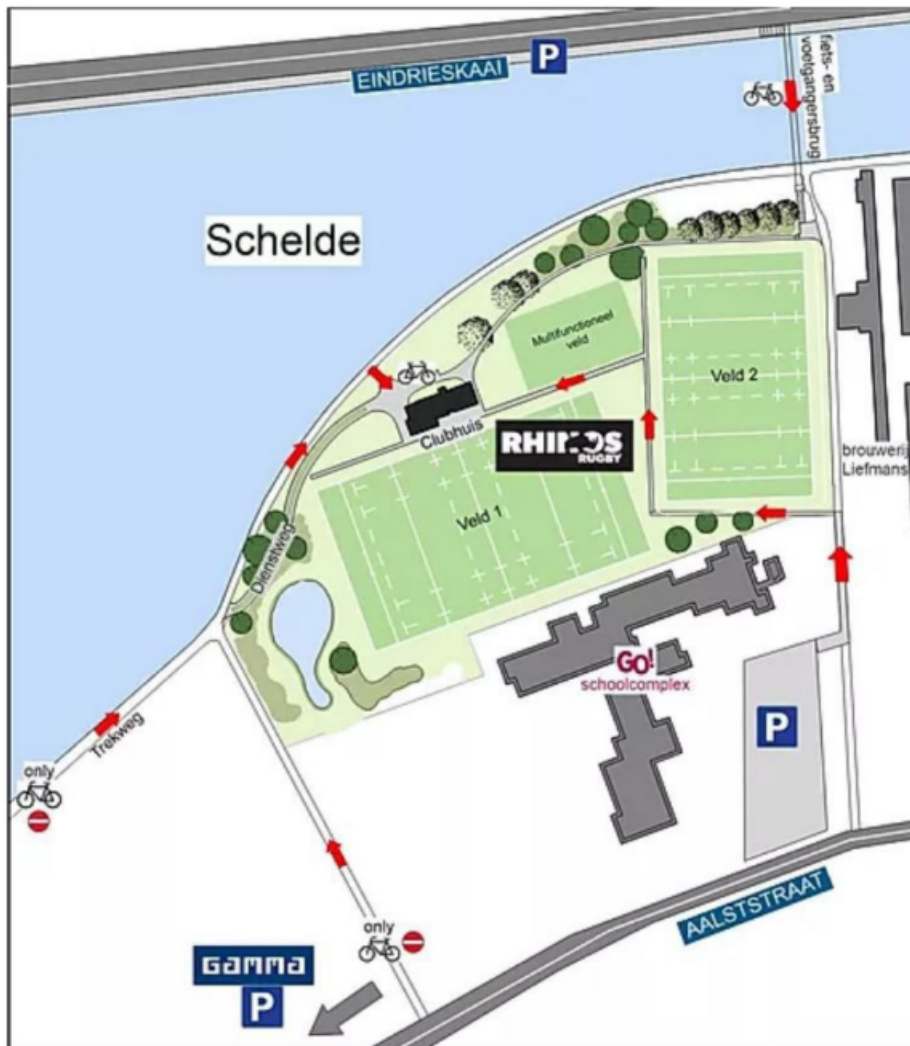 EINDRIESKAAI
P
fiets- en
voetgangersbrug
Schelde
Multifunctioneel
veld
Veld 2
Clubhuis
RHINOS
RUGBY
brouwerij
Liefmans
Veld 1
Dienstweg
GO!
schoolcomplex
Trekweg
P
only
only
AALSTSTRAAT
GAMMA
P